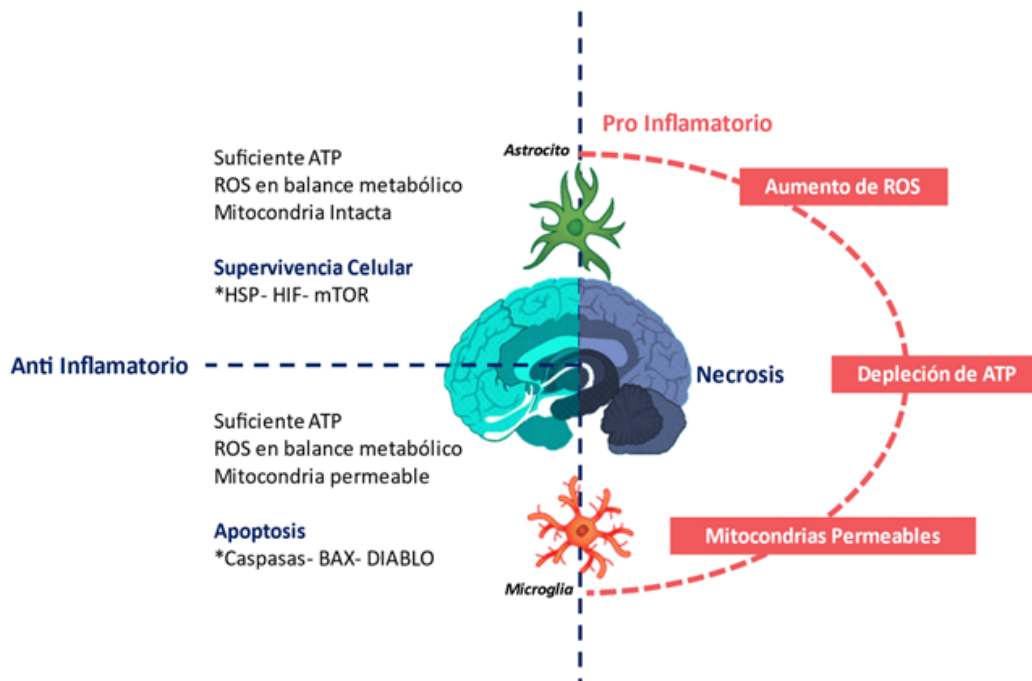 Pro Inflamatorio
Astrocito
Suficiente ATP
ROS en balance metabólico
Mitocondria Intacta
Aumento de ROS
Supervivencia Celular
*HSP- HIF- mTOR
Anti Inflamatorio
Necrosis
Depleción de ATP
Suficiente ATP
ROS en balance metabólico
Mitocondria permeable
Apoptosis
*Caspasas- BAX- DIABLO
Mitocondrias Permeables
Microglia